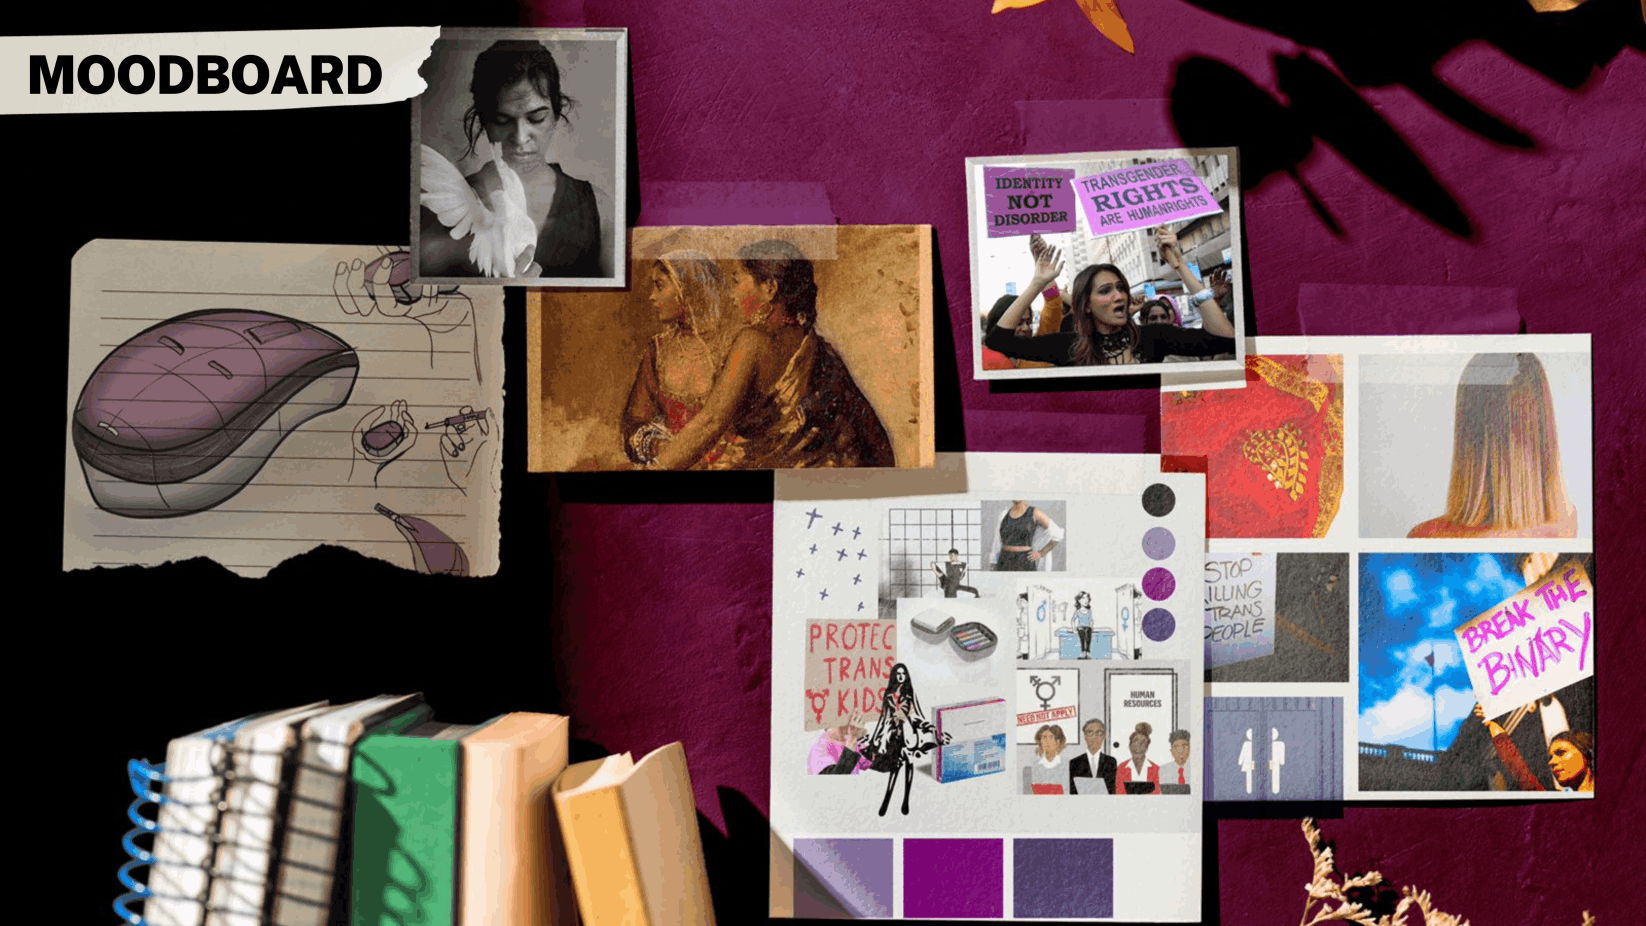 MOODBOARD
IDENTITY
NOT
DISORDER
TRANSGENDER
RIGHTS
ARE HUMANRIGHTS
STOP
ILLING
TRANS
PEOPLE
BREAK THE
BINARY
PROTEC
TRANS
KIDS
NEED NOT APPLY
HUMAN
RESOURCES